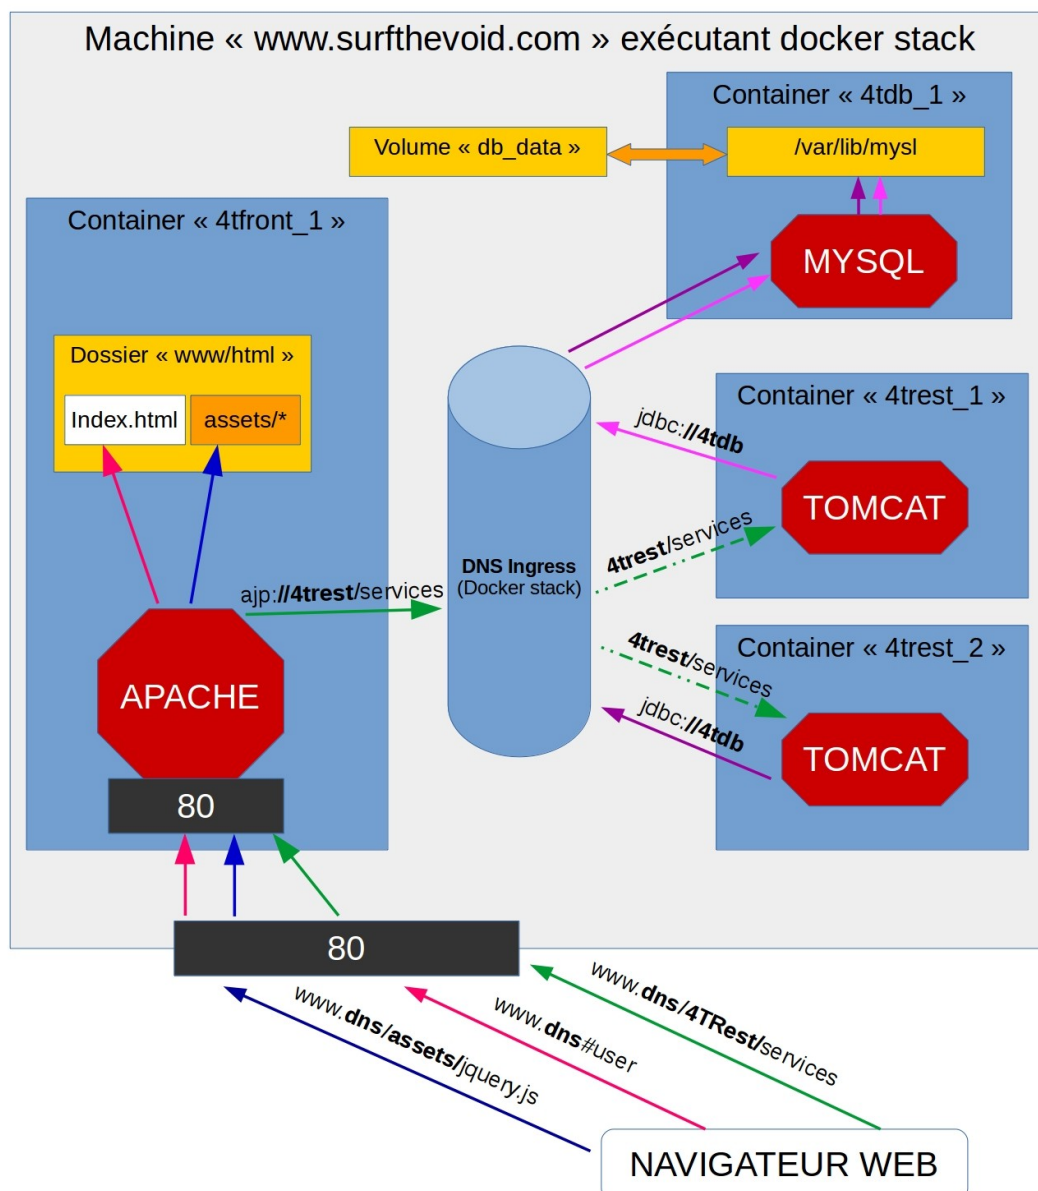 Machine « www.surfthevoid.com » exécutant docker stack
Container « 4tdb_1 »
Volume « db_data »
/var/lib/mysl
MYSQL
Container « 4tfront_1 »
Dossier « www/html »
Index.html
assets/*
Container « 4trest_1 »
jdbc://4tdb
TOMCAT
4trest/services
DNS Ingress
(Docker stack)
ajp://4trest/services
APACHE
80
Container « 4trest_2 »
4trest/services
jdbc://4tdb
TOMCAT
80
www.dns/assets/jquery.js
www.dns#user
www.dns/4TRest/services
NAVIGATEUR WEB